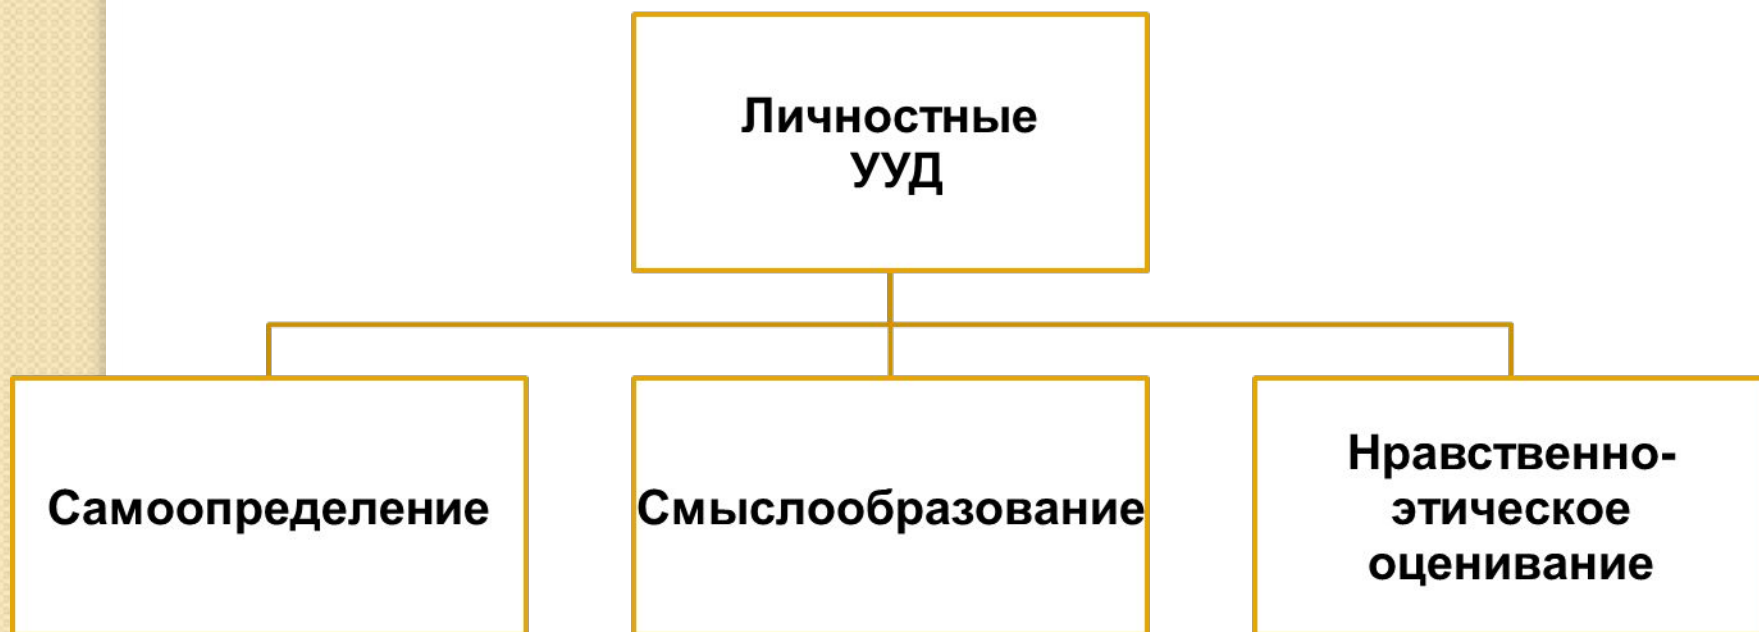 Личностные
УУД
Самоопределение
Смыслообразование
Нравственно-
этическое
оценивание